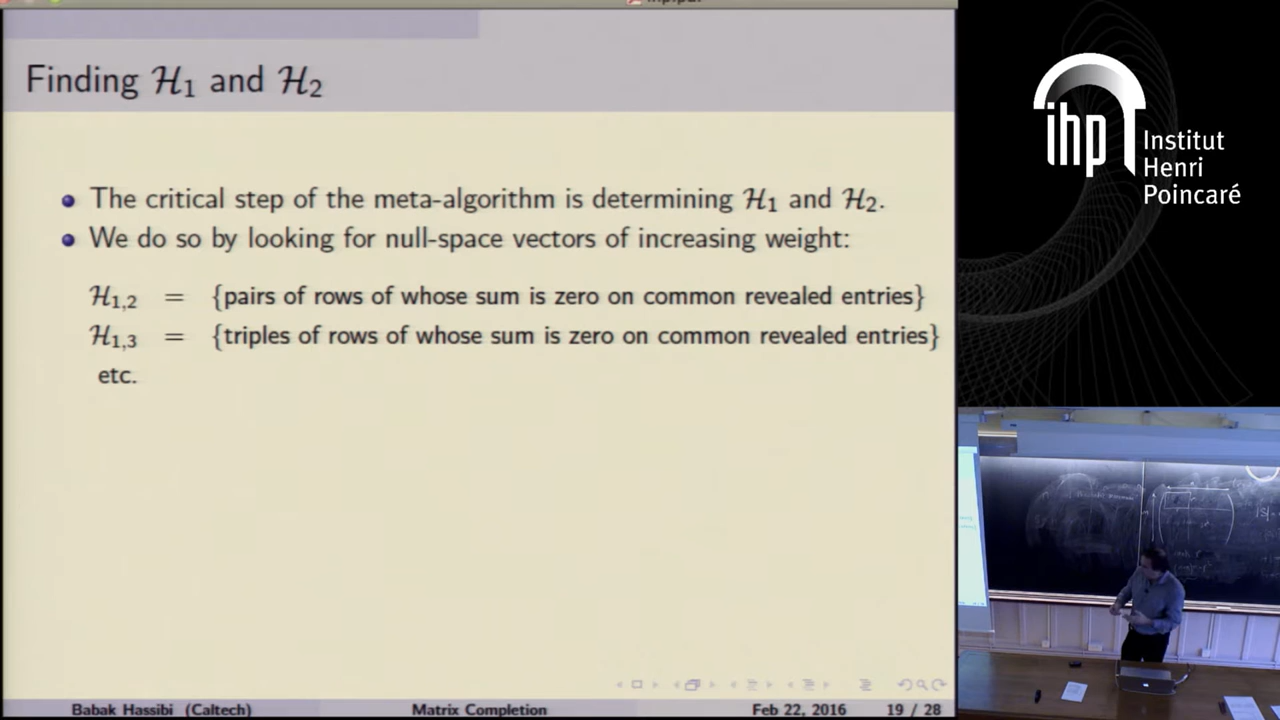 Finding ℋ₁ and ℋ₂
• The critical step of the meta-algorithm is determining ℋ₁ and ℋ₂.
• We do so by looking for null-space vectors of increasing weight:
ℋ₁,₂ = {pairs of rows of whose sum is zero on common revealed entries}
ℋ₁,₃ = {triples of rows of whose sum is zero on common revealed entries}
etc.
Babak Hassibi (Caltech) Matrix Completion Feb 22, 2016 19 / 28
ihp Institut
Henri
Poincaré